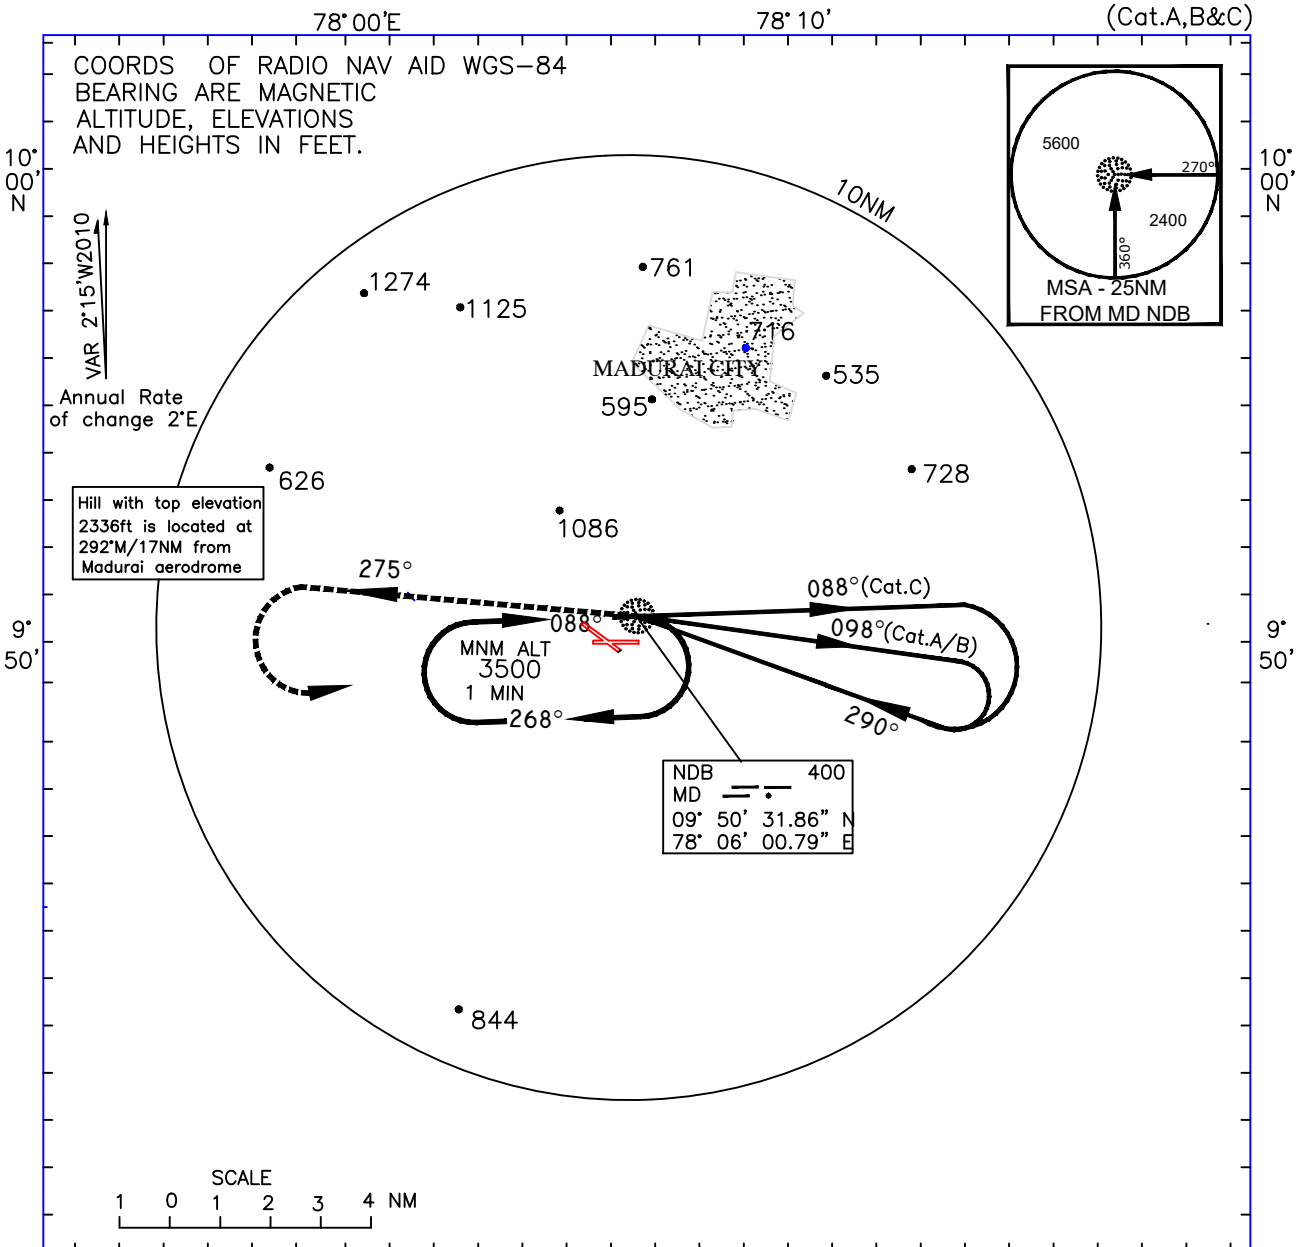 78°00'E
78°10'
(Cat.A,B&C)
COORDS OF RADIO NAV AID WGS-84
BEARING ARE MAGNETIC
ALTITUDE, ELEVATIONS
AND HEIGHTS IN FEET.
10°
00'
N
10°
00'
N
5600
270°
2400
360°
MSA - 25NM
FROM MD NDB
10NM
VAR 2°15'W2010
Annual Rate
of change 2'E
1274
1125
761
716
MADURAI CITY
535
595
626
728
1086
Hill with top elevation
2336ft is located at
292°M/17NM from
Madurai aerodrome
275°
088°(Cat.C)
088°
098°(Cat.A/B)
9°
50'
9°
50'
MNM ALT
3500
1 MIN
268°
290°
NDB 400
MD
09° 50' 31.86" N
78° 06' 00.79" E
844
SCALE
1 0 1 2 3 4 NM